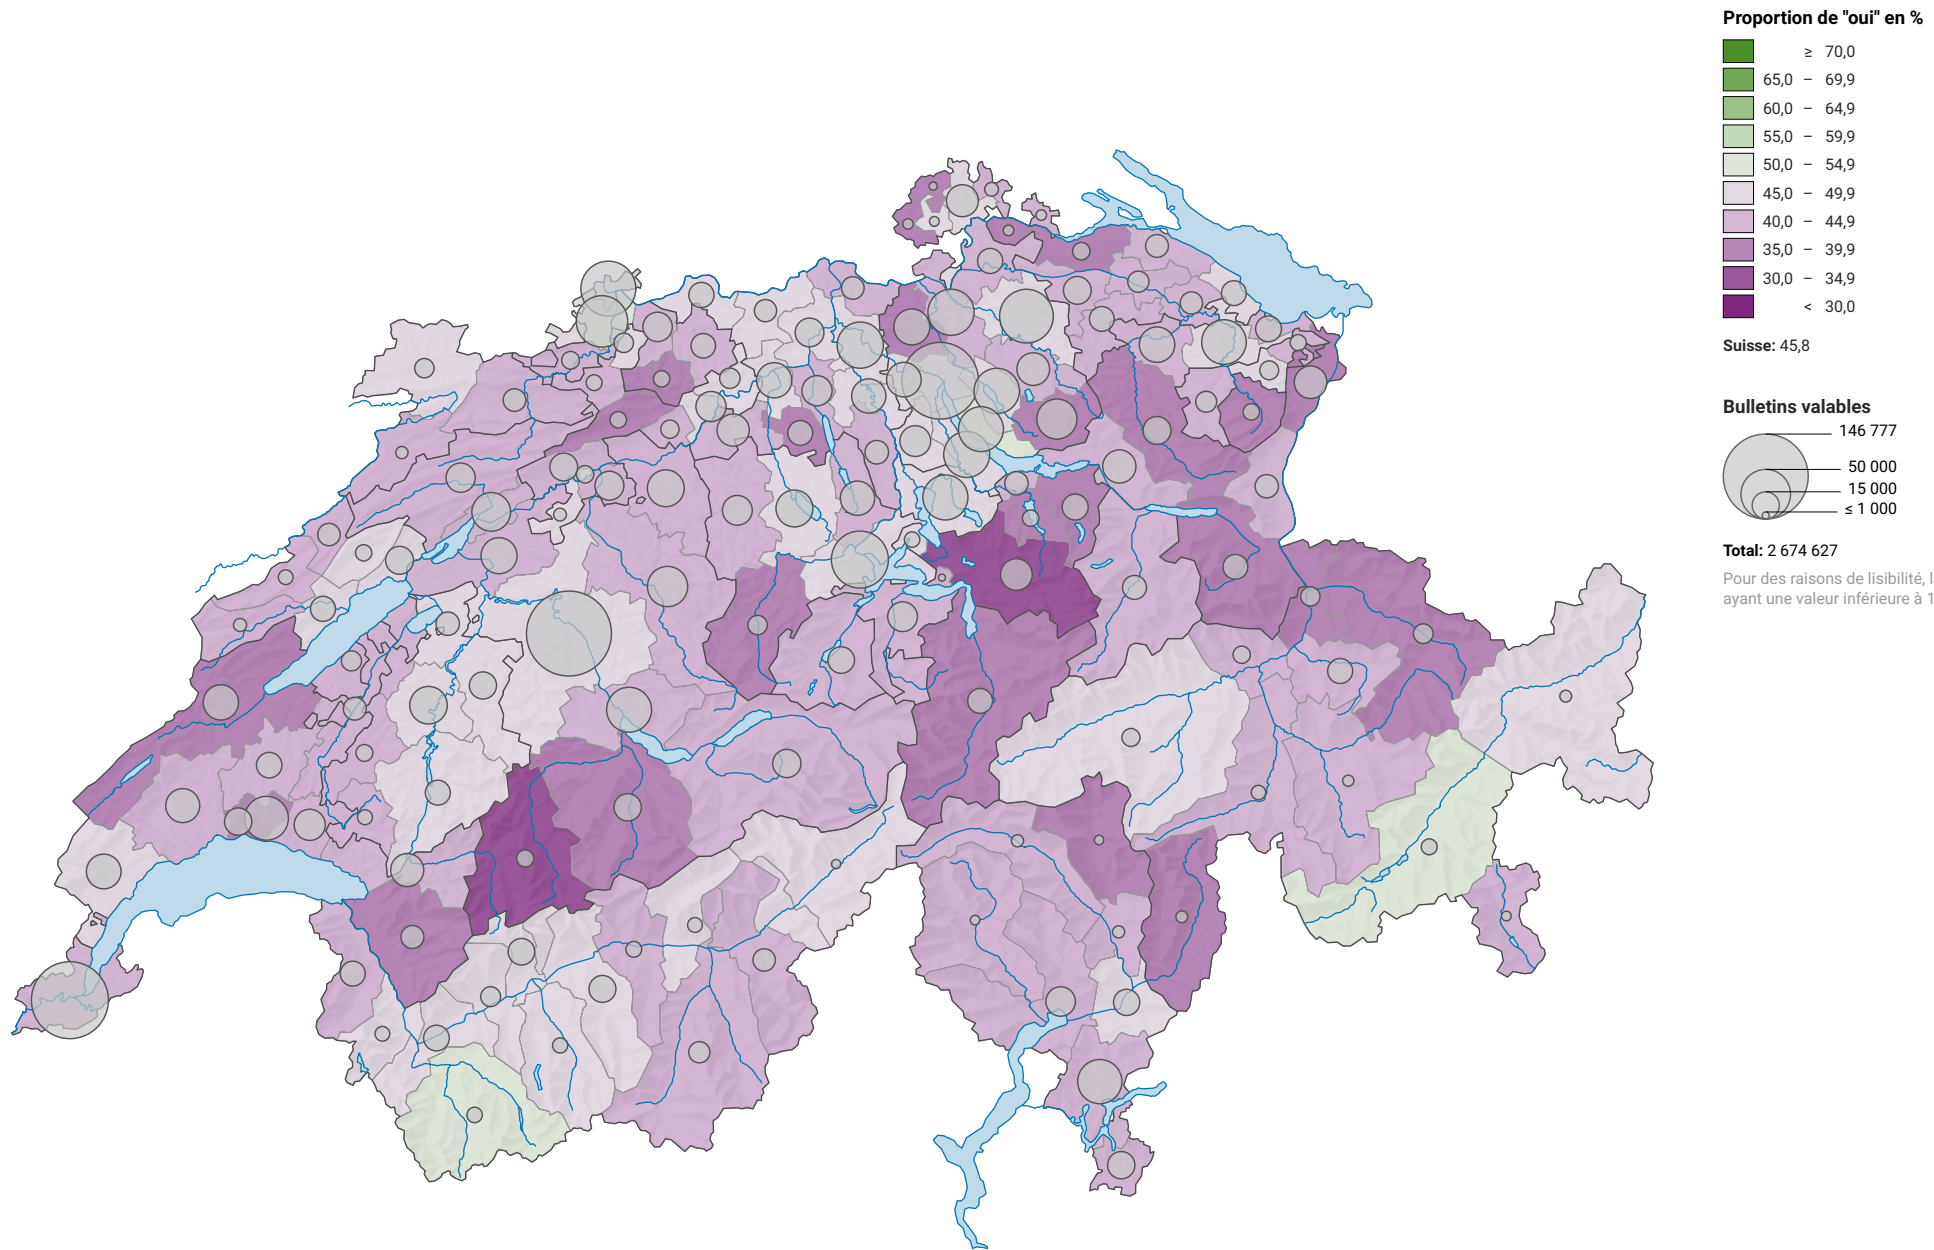 Proportion de "oui" en %
≥ 70,0
65,0 – 69,9
60,0 – 64,9
55,0 – 59,9
50,0 – 54,9
45,0 – 49,9
40,0 – 44,9
35,0 – 39,9
30,0 – 34,9
< 30,0
Suisse: 45,8
Bulletins valables
146 777
50 000
15 000
≤ 1 000
Total: 2 674 627
Pour des raisons de lisibilité, l
ayant une valeur inférieure à 1